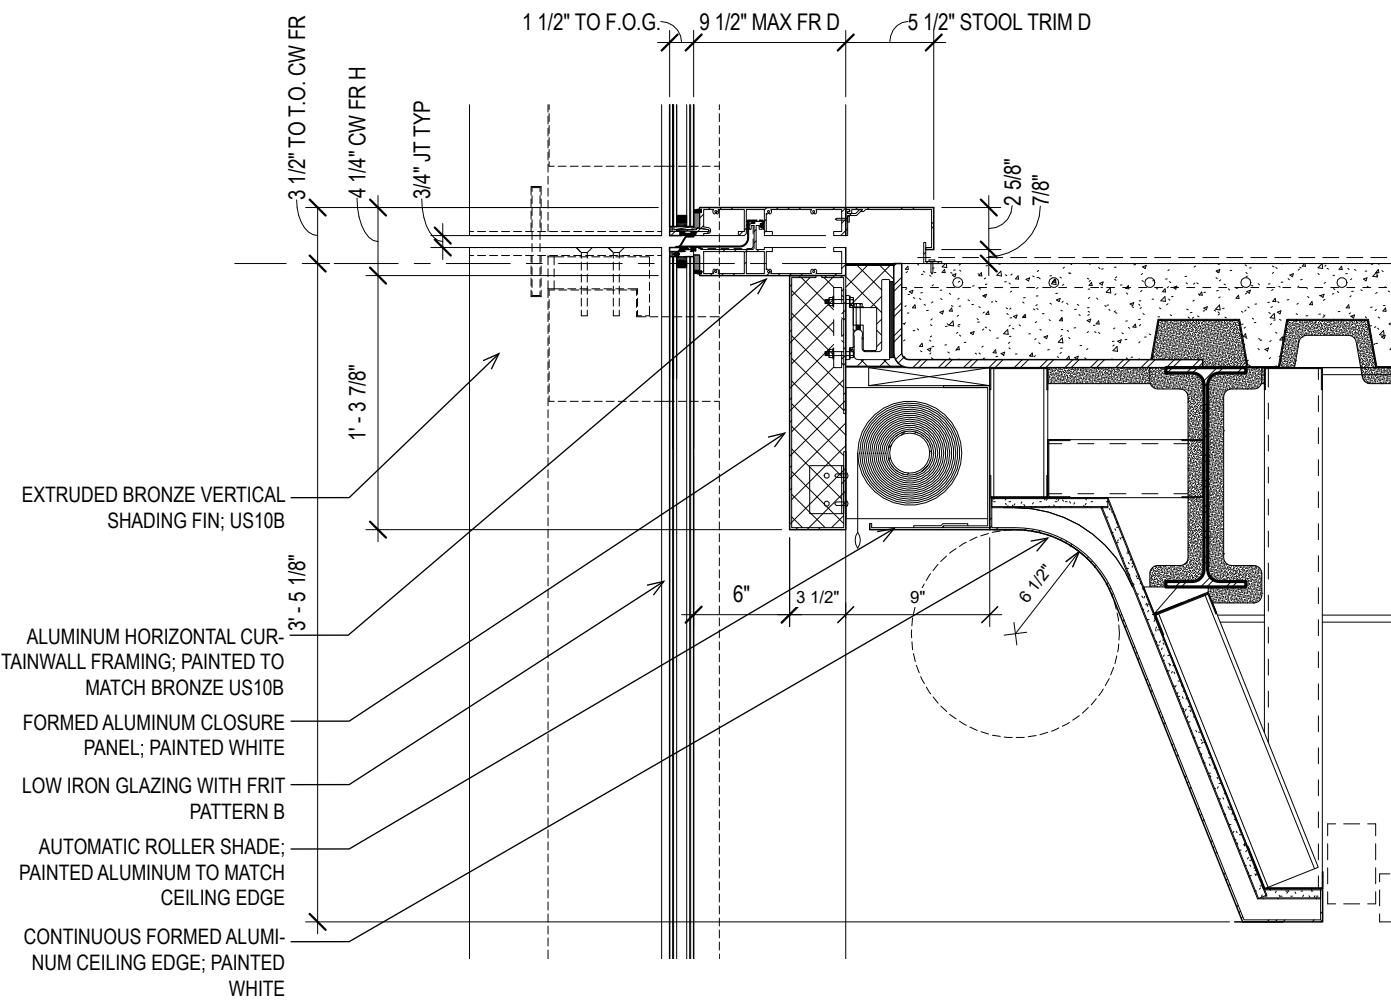 1 1/2" TO F.O.G.
9 1/2" MAX FR D
5 1/2" STOOL TRIM D
3 1/2" TO T.O. CW FR
4 1/4" CW FR H
3/4" JT TYP
2 5/8"
7/8"
1' - 3 7/8"
EXTRUDED BRONZE VERTICAL
SHADING FIN; US10B
3' - 5 1/8"
6"
3 1/2"
9"
6 1/2"
ALUMINUM HORIZONTAL CUR-
TAINWALL FRAMING; PAINTED TO
MATCH BRONZE US10B
FORMED ALUMINUM CLOSURE
PANEL; PAINTED WHITE
LOW IRON GLAZING WITH FRIT
PATTERN B
AUTOMATIC ROLLER SHADE;
PAINTED ALUMINUM TO MATCH
CEILING EDGE
CONTINUOUS FORMED ALUMI-
NUM CEILING EDGE; PAINTED
WHITE